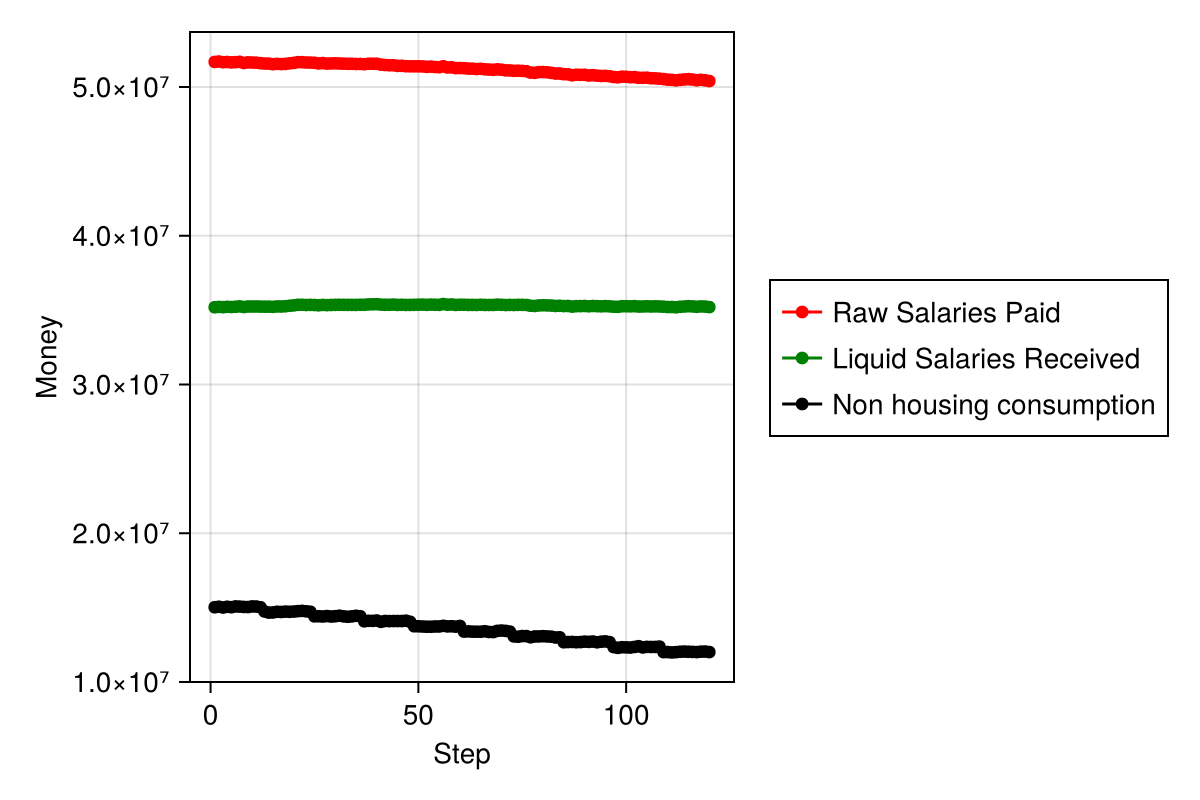 5.0×10⁷
4.0×10⁷
3.0×10⁷
2.0×10⁷
1.0×10⁷
Money
0 50 100
Step
Raw Salaries Paid
Liquid Salaries Received
Non housing consumption